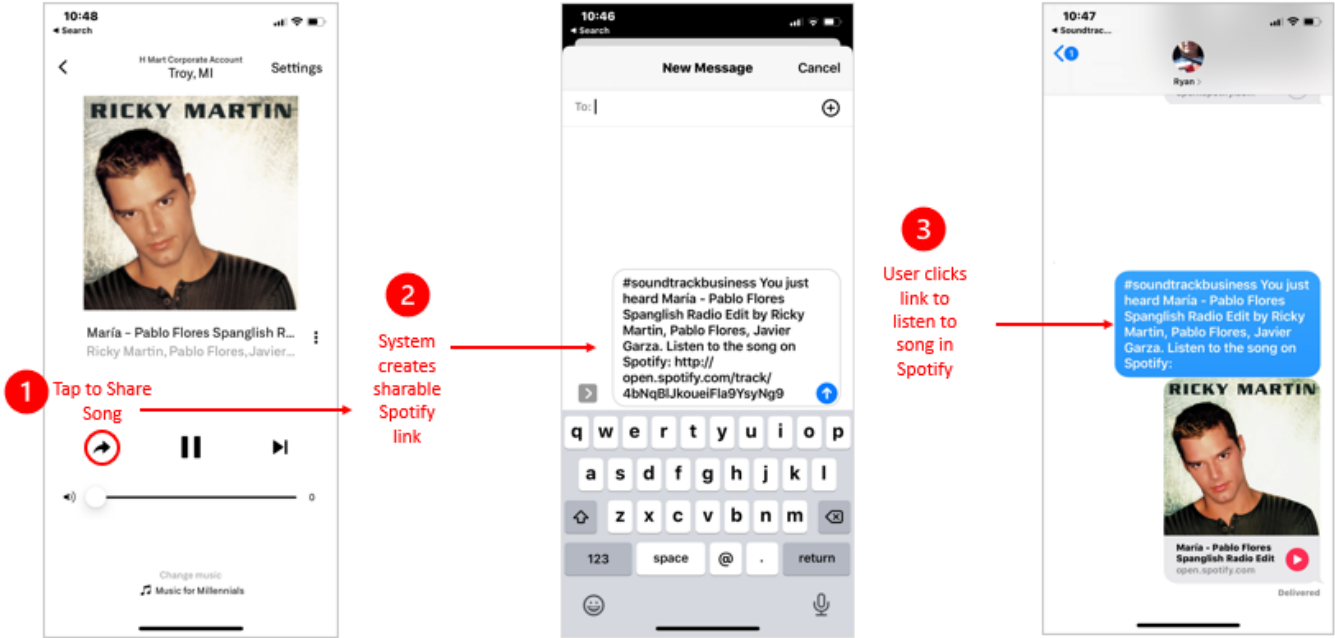 10:48
Search
H Mart Corporate Account
Troy, MI
Settings
RICKY MARTIN
María - Pablo Flores Spanglish R...
Ricky Martin, Pablo Flores, Javier...
1
Tap to Share
Song
0
Change music
Music for Millennials
2
System
creates
sharable
Spotify
link
10:46
Search
New Message
Cancel
To:
#soundtrackbusiness You just
heard María - Pablo Flores
Spanglish Radio Edit by Ricky
Martin, Pablo Flores, Javier
Garza. Listen to the song on
Spotify: http://
open.spotify.com/track/
4bNqBlJkoueiFla9YsyNg9
q w e r t y u i o p
a s d f g h j k l
z x c v b n m
123 space @ . return
3
User clicks
link to
listen to
song in
Spotify
10:47
Soundtrac...
1
Ryan
#soundtrackbusiness You just
heard María - Pablo Flores
Spanglish Radio Edit by Ricky
Martin, Pablo Flores, Javier
Garza. Listen to the song on
Spotify:
RICKY MARTIN
María - Pablo Flores
Spanglish Radio Edit
open.spotify.com
Delivered